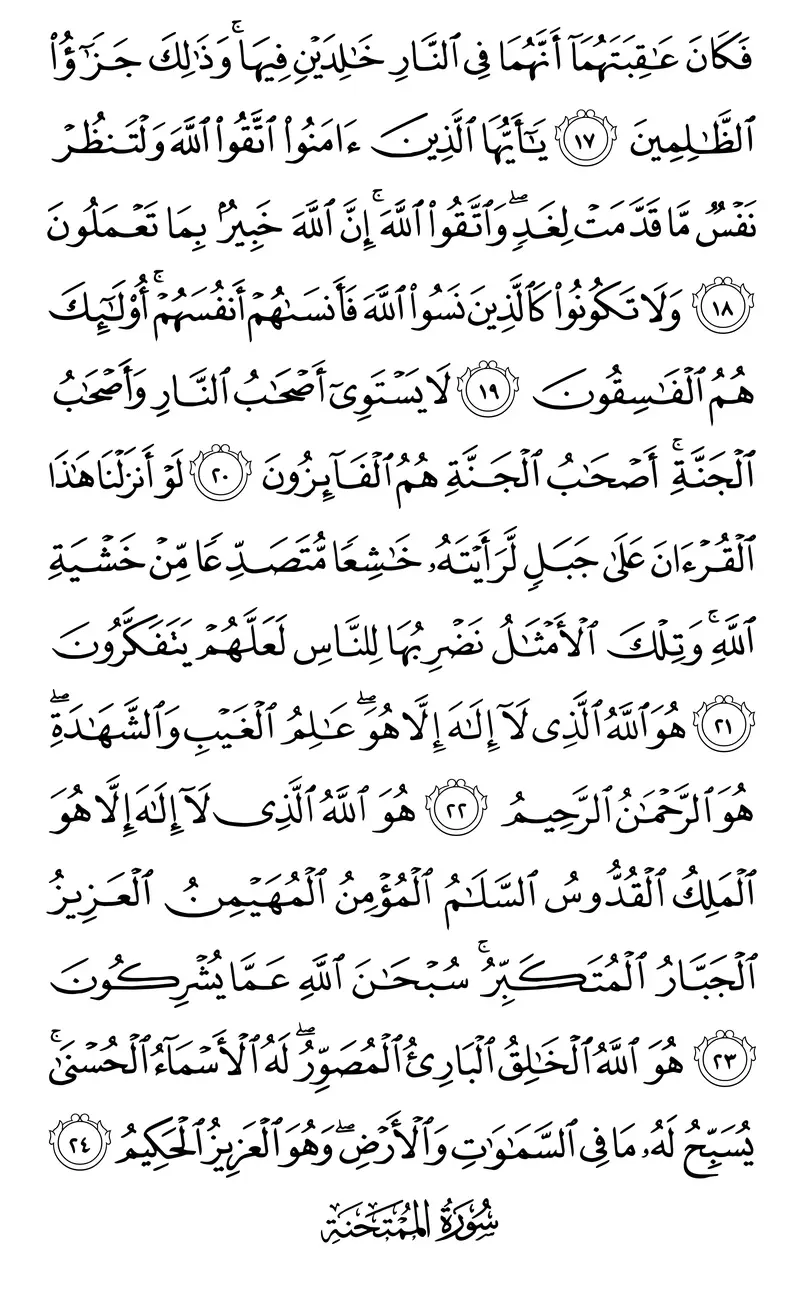 فَكَانَ عَـٰقِبَتَهُمَآ أَنَّهُمَا فِى ٱلنَّارِ خَـٰلِدَيْنِ فِيهَا ۚ وَذَٰلِكَ جَزَٰٓؤُا۟
ٱلظَّـٰلِمِينَ ١٧ يَـٰٓأَيُّهَا ٱلَّذِينَ ءَامَنُوا۟ ٱتَّقُوا۟ ٱللَّهَ وَلْتَنظُرْ
نَفْسٌ مَّا قَدَّمَتْ لِغَدٍ ۖ وَٱتَّقُوا۟ ٱللَّهَ ۚ إِنَّ ٱللَّهَ خَبِيرٌۢ بِمَا تَعْمَلُونَ
١٨ وَلَا تَكُونُوا۟ كَٱلَّذِينَ نَسُوا۟ ٱللَّهَ فَأَنسَىٰهُمْ أَنفُسَهُمْ ۚ أُو۟لَـٰٓئِكَ
هُمُ ٱلْفَـٰسِقُونَ ١٩ لَا يَسْتَوِىٓ أَصْحَـٰبُ ٱلنَّارِ وَأَصْحَـٰبُ
ٱلْجَنَّةِ ۚ أَصْحَـٰبُ ٱلْجَنَّةِ هُمُ ٱلْفَآئِزُونَ ٢٠ لَوْ أَنزَلْنَا هَـٰذَا
ٱلْقُرْءَانَ عَلَىٰ جَبَلٍ لَّرَأَيْتَهُۥ خَـٰشِعًا مُّتَصَدِّعًا مِّنْ خَشْيَةِ
ٱللَّهِ ۚ وَتِلْكَ ٱلْأَمْثَـٰلُ نَضْرِبُهَا لِلنَّاسِ لَعَلَّهُمْ يَتَفَكَّرُونَ
٢١ هُوَ ٱللَّهُ ٱلَّذِى لَآ إِلَـٰهَ إِلَّا هُوَ ۖ عَـٰلِمُ ٱلْغَيْبِ وَٱلشَّهَـٰدَةِ ۖ
هُوَ ٱلرَّحْمَـٰنُ ٱلرَّحِيمُ ٢٢ هُوَ ٱللَّهُ ٱلَّذِى لَآ إِلَـٰهَ إِلَّا هُوَ
ٱلْمَلِكُ ٱلْقُدُّوسُ ٱلسَّلَـٰمُ ٱلْمُؤْمِنُ ٱلْمُهَيْمِنُ ٱلْعَزِيزُ
ٱلْجَبَّارُ ٱلْمُتَكَبِّرُ ۚ سُبْحَـٰنَ ٱللَّهِ عَمَّا يُشْرِكُونَ
٢٣ هُوَ ٱللَّهُ ٱلْخَـٰلِقُ ٱلْبَارِئُ ٱلْمُصَوِّرُ ۖ لَهُ ٱلْأَسْمَآءُ ٱلْحُسْنَىٰ ۚ
يُسَبِّحُ لَهُۥ مَا فِى ٱلسَّمَـٰوَٰتِ وَٱلْأَرْضِ ۖ وَهُوَ ٱلْعَزِيزُ ٱلْحَكِيمُ ٢٤
سُورَةُ المُمْتَحَنَةِ